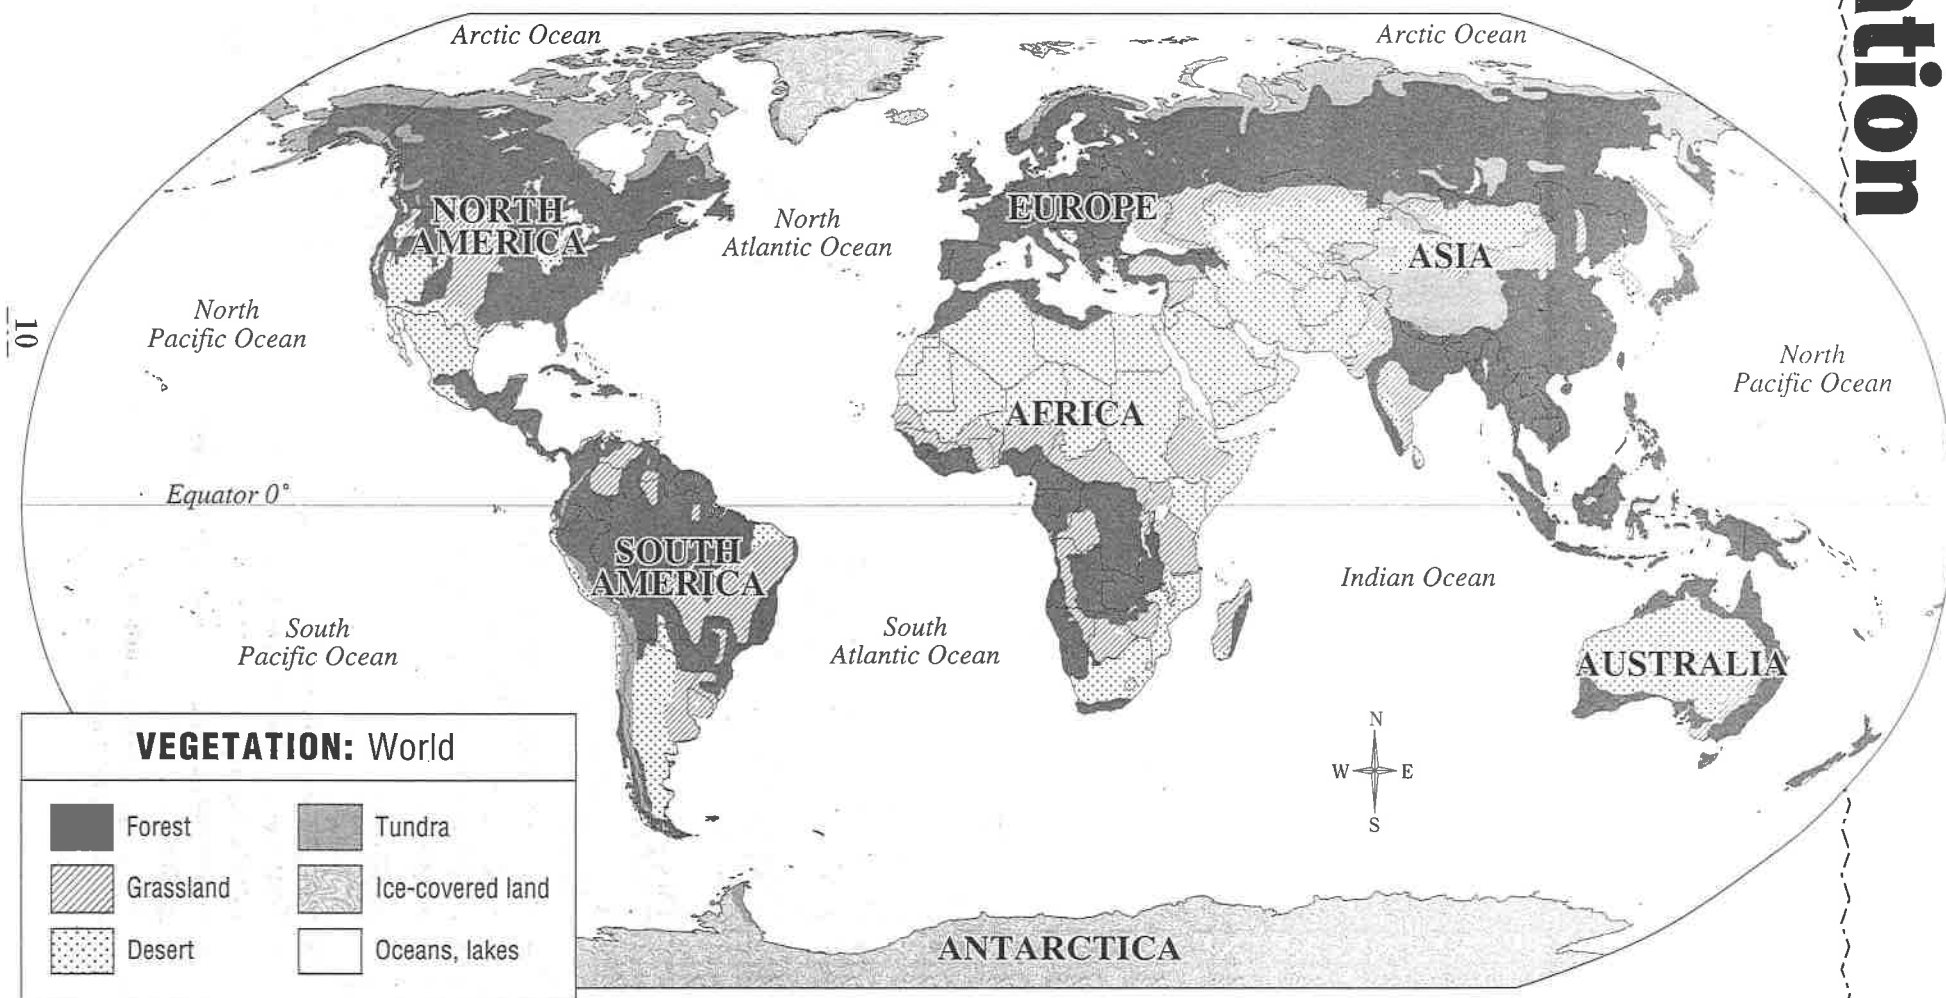 ntion
Arctic Ocean
Arctic Ocean
NORTH
AMERICA
North
Atlantic Ocean
EUROPE
ASIA
North
Pacific Ocean
10
North
Pacific Ocean
AFRICA
Equator 0°
SOUTH
AMERICA
Indian Ocean
South
Pacific Ocean
South
Atlantic Ocean
AUSTRALIA
N
W E
S
VEGETATION: World
Forest
Tundra
Grassland
Ice-covered land
Desert
Oceans, lakes
ANTARCTICA